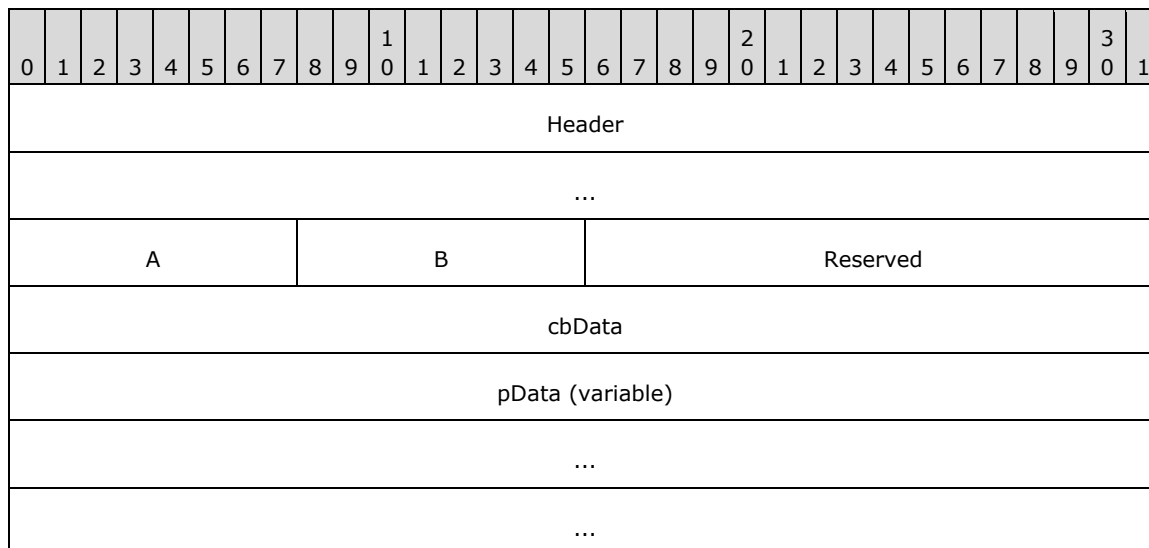 1 2 3
0 1 2 3 4 5 6 7 8 9 0 1 2 3 4 5 6 7 8 9 0 1 2 3 4 5 6 7 8 9 0 1
Header
...
A B Reserved
cbData
pData (variable)
...
...